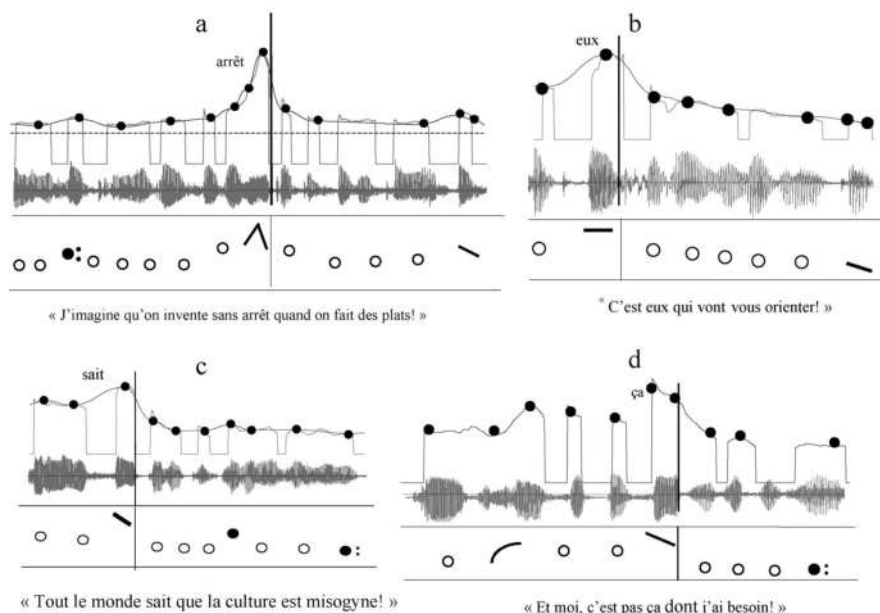 a
arrêt
b
eux
« J'imagine qu'on invente sans arrêt quand on fait des plats! »
" C'est eux qui vont vous orienter! »
c
sait
d
ça
« Tout le monde sait que la culture est misogyne! »
« Et moi, c'est pas ça dont j'ai besoin! »